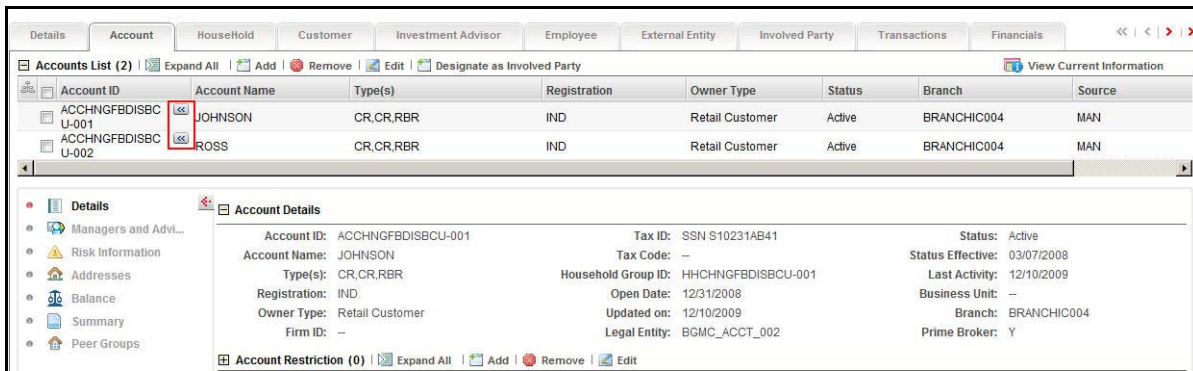 Details Account HouseHold Customer Investment Advisor Employee External Entity Involved Party Transactions Financials
Accounts List (2) Expand All Add Remove Edit Designate as Involved Party View Current Information
Account ID Account Name Type(s) Registration Owner Type Status Branch Source
ACCHNGFBDISBC
U-001 JOHNSON CR,CR,RBR IND Retail Customer Active BRANCHIC004 MAN
ACCHNGFBDISBC
U-002 ROSS CR,CR,RBR IND Retail Customer Active BRANCHIC004 MAN
Details Account Details
Managers and Advi... Account ID: ACCHNGFBDISBCU-001 Tax ID: SSN S10231AB41 Status: Active
Risk Information Account Name: JOHNSON Tax Code: -- Status Effective: 03/07/2008
Addresses Type(s): CR,CR,RBR Household Group ID: HHCHNGFBDISBCU-001 Last Activity: 12/10/2009
Balance Registration: IND Open Date: 12/31/2008 Business Unit: --
Summary Owner Type: Retail Customer Updated on: 12/10/2009 Branch: BRANCHIC004
Peer Groups Firm ID: -- Legal Entity: BGMC_ACCT_002 Prime Broker: Y
Account Restriction (0) Expand All Add Remove Edit